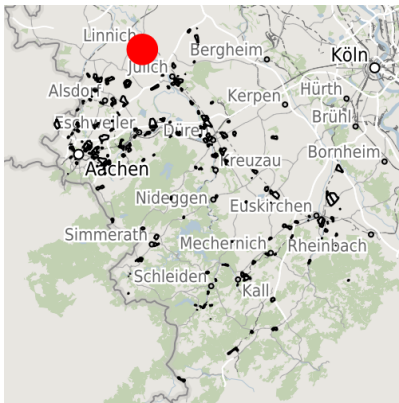 Linnich
Bergheim
Köln
Jülich
Alsdorf
Kerpen
Hürth
Brühl
Eschweiler
Düren
Bornheim
Aachen
Kreuzau
Nideggen
Euskirchen
Simmerath
Mechernich
Rheinbach
Schleiden
Kall